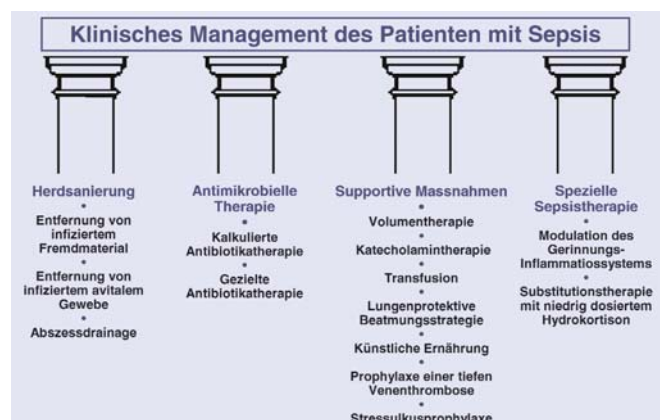 Klinisches Management des Patienten mit Sepsis
Herdsanierung
•
Entfernung von
infiziertem
Fremdmaterial
•
Entfernung von
infiziertem avitalem
Gewebe
•
Abszessdrainage
Antimikrobielle
Therapie
•
Kalkulierte
Antibiotikatherapie
•
Gezielte
Antibiotikatherapie
Supportive Massnahmen
•
Volumentherapie
•
Katecholamintherapie
•
Transfusion
•
Lungenprotektive
Beatmungsstrategie
•
Künstliche Ernährung
•
Prophylaxe einer tiefen
Venenthrombose
•
Stressulkusprophylaxe
Spezielle
Sepsistherapie
•
Modulation des
Gerinnungs-
Inflammatiossystems
•
Substitutionstherapie
mit niedrig dosiertem
Hydrokortison